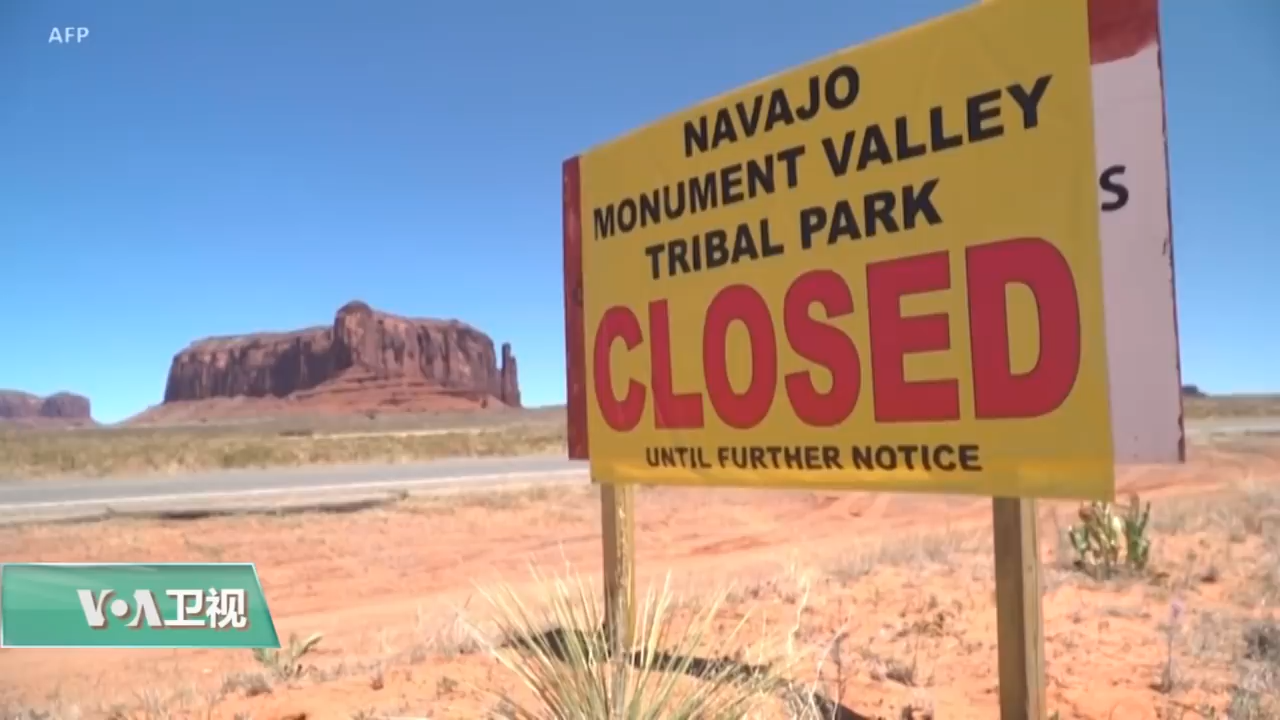 AFP
NAVAJO
MONUMENT VALLEY
TRIBAL PARK
S
CLOSED
UNTIL FURTHER NOTICE
VOA卫视